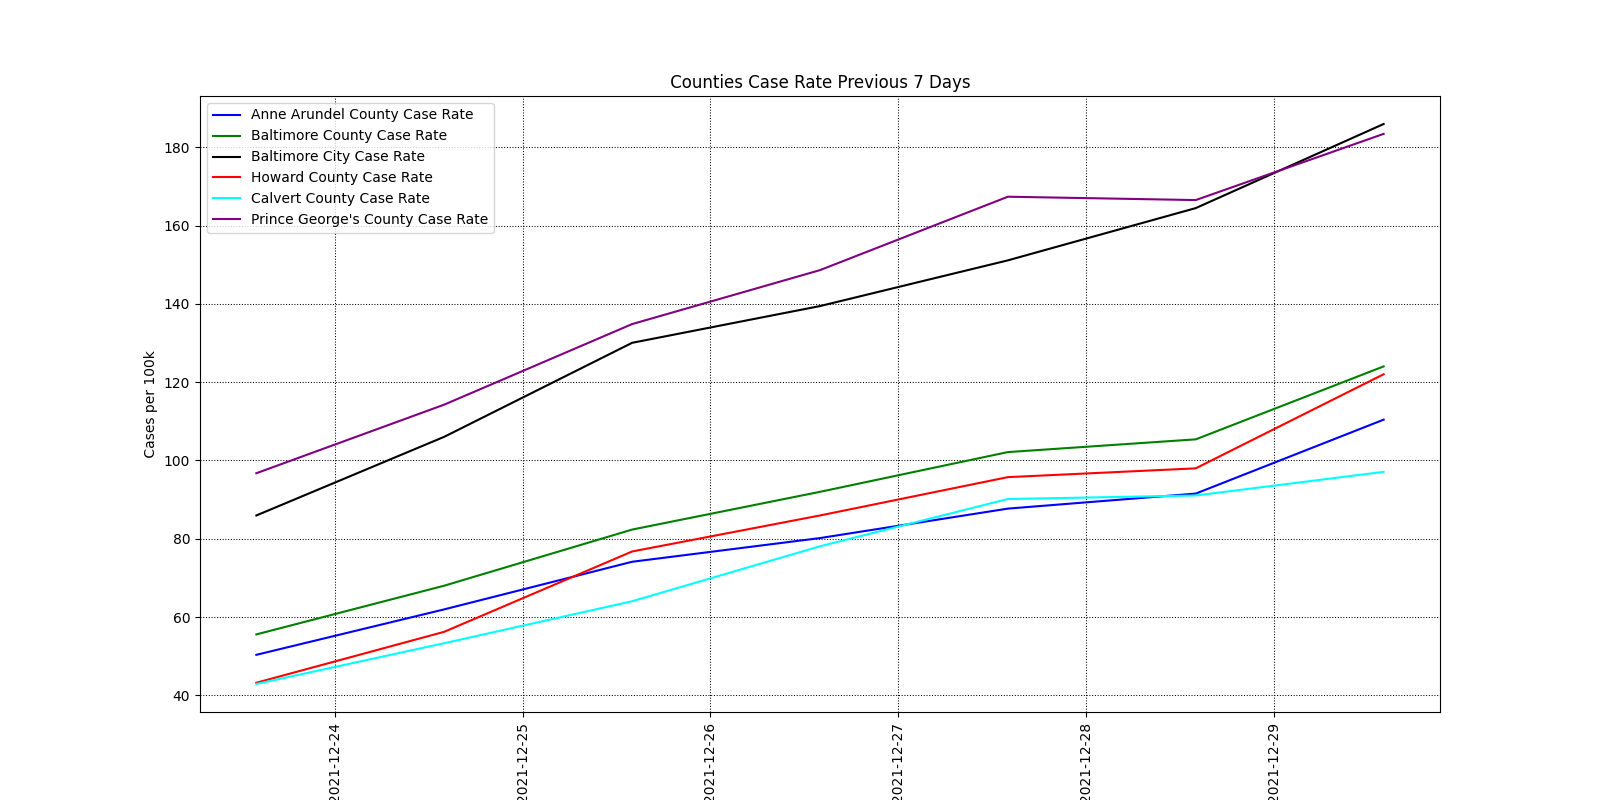 Counties Case Rate Previous 7 Days
Anne Arundel County Case Rate
Baltimore County Case Rate
Baltimore City Case Rate
Howard County Case Rate
Calvert County Case Rate
Prince George's County Case Rate
Cases per 100k
180
160
140
120
100
80
60
40
2021-12-24
2021-12-25
2021-12-26
2021-12-27
2021-12-28
2021-12-29